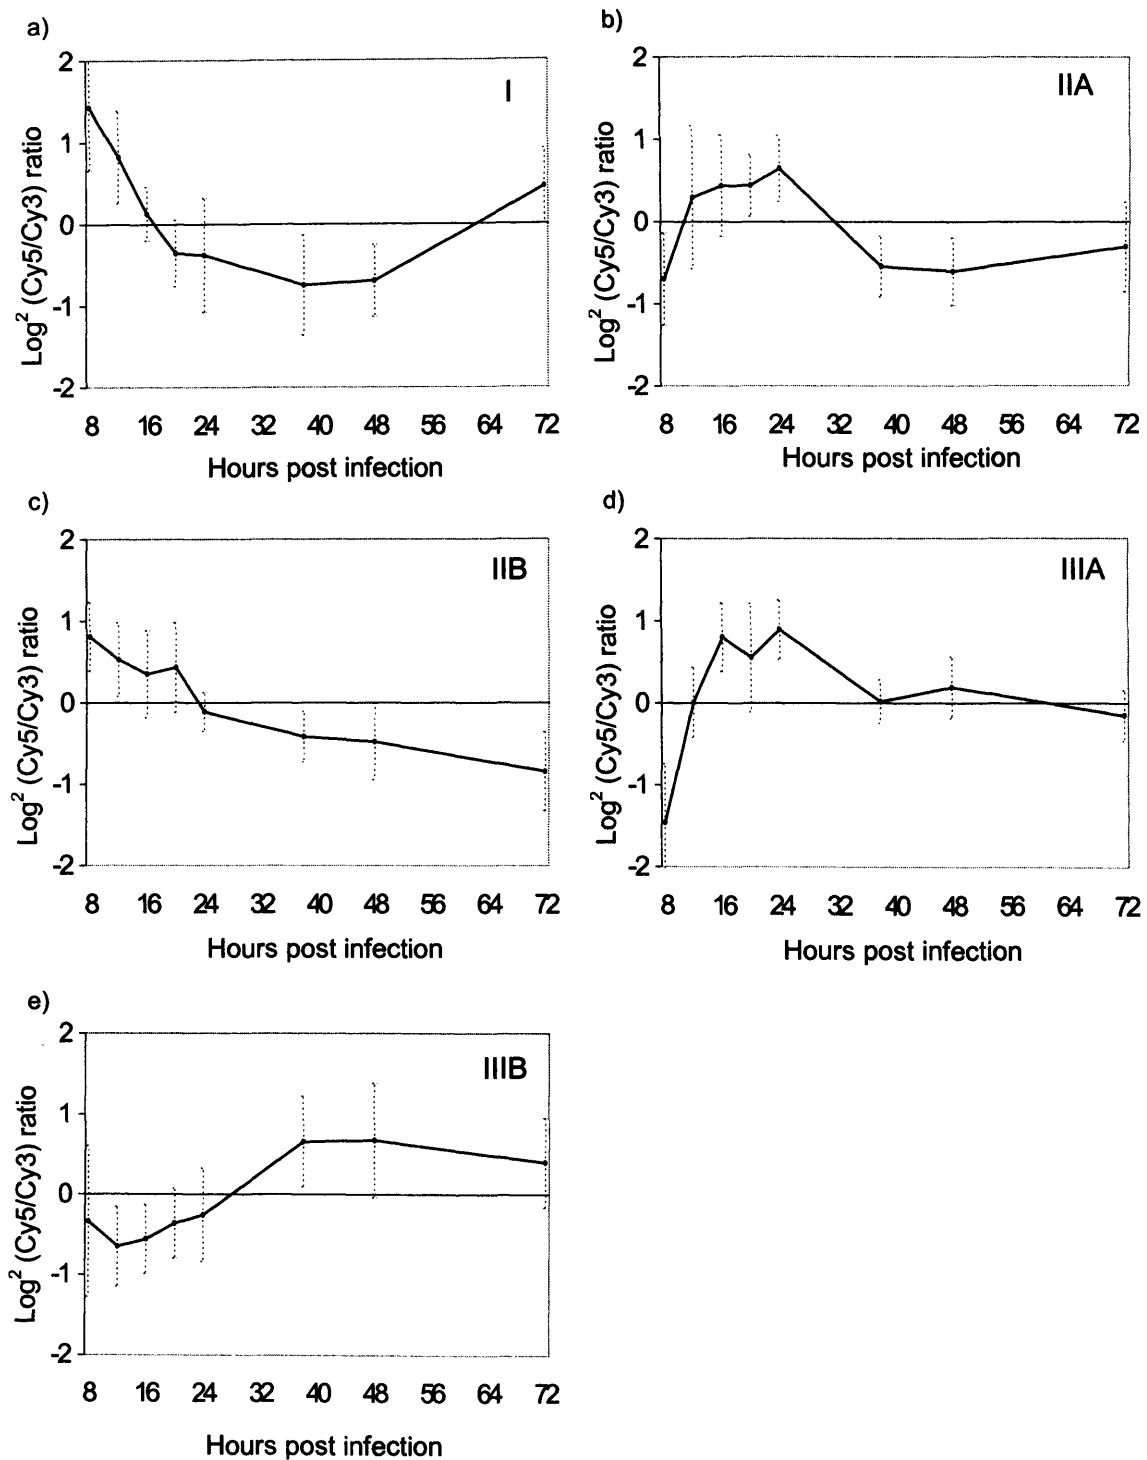 a)
I
Log² (Cy5/Cy3) ratio
2
1
0
-1
-2
8 16 24 32 40 48 56 64 72
Hours post infection
b)
IIA
Log² (Cy5/Cy3) ratio
2
1
0
-1
-2
8 16 24 32 40 48 56 64 72
Hours post infection
c)
IIB
Log² (Cy5/Cy3) ratio
2
1
0
-1
-2
8 16 24 32 40 48 56 64 72
Hours post infection
d)
IIIA
Log² (Cy5/Cy3) ratio
2
1
0
-1
-2
8 16 24 32 40 48 56 64 72
Hours post infection
e)
IIIB
Log² (Cy5/Cy3) ratio
2
1
0
-1
-2
8 16 24 32 40 48 56 64 72
Hours post infection